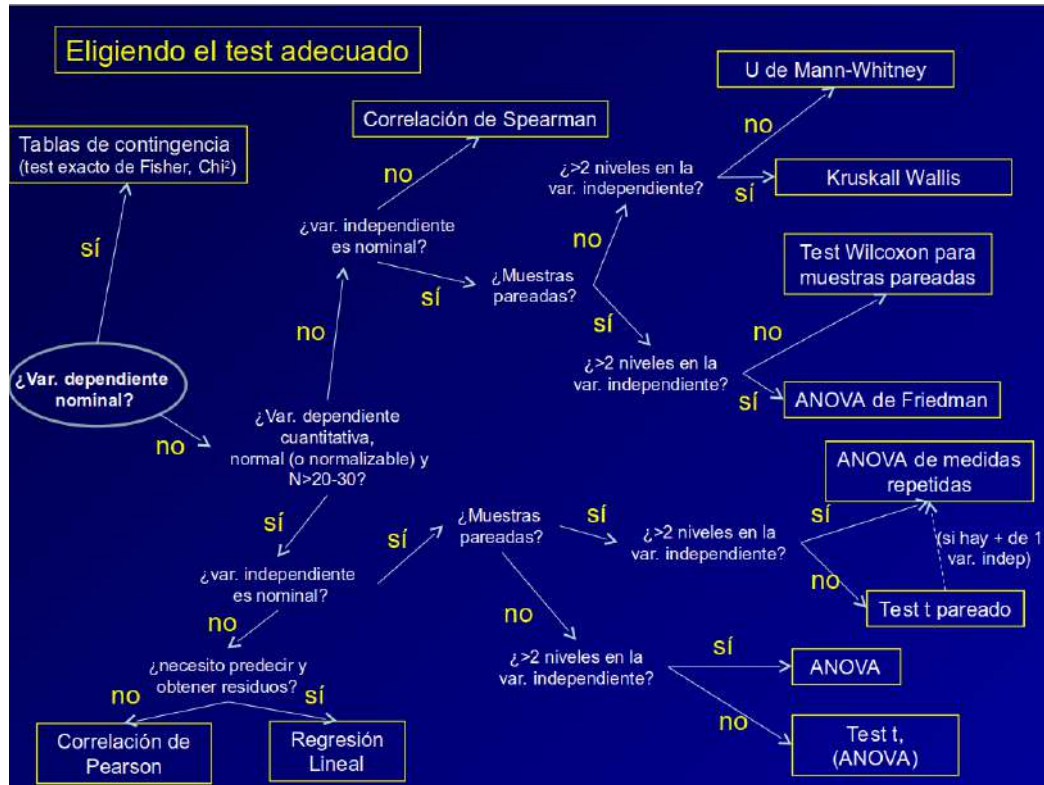 Eligiendo el test adecuado
U de Mann-Whitney
no
Correlación de Spearman
Tablas de contingencia
(test exacto de Fisher, Chi²)
no
¿>2 niveles en la
var. independiente?
sí
Kruskall Wallis
¿var. independiente
es nominal?
no
sí
¿Muestras
pareadas?
sí
Test Wilcoxon para
muestras pareadas
no
sí
no
¿>2 niveles en la
var. independiente?
sí
ANOVA de Friedman
¿Var. dependiente
nominal?
no
¿Var. dependiente
cuantitativa,
normal (o normalizable) y
N>20-30?
ANOVA de medidas
repetidas
sí
sí
¿Muestras
pareadas?
sí
¿>2 niveles en la
var. independiente?
sí
(si hay + de 1
var. indep)
no
Test t pareado
¿var. independiente
es nominal?
no
no
¿>2 niveles en la
var. independiente?
sí
ANOVA
no
Test t,
(ANOVA)
¿necesito predecir y
obtener residuos?
no
sí
Correlación de
Pearson
Regresión
Lineal